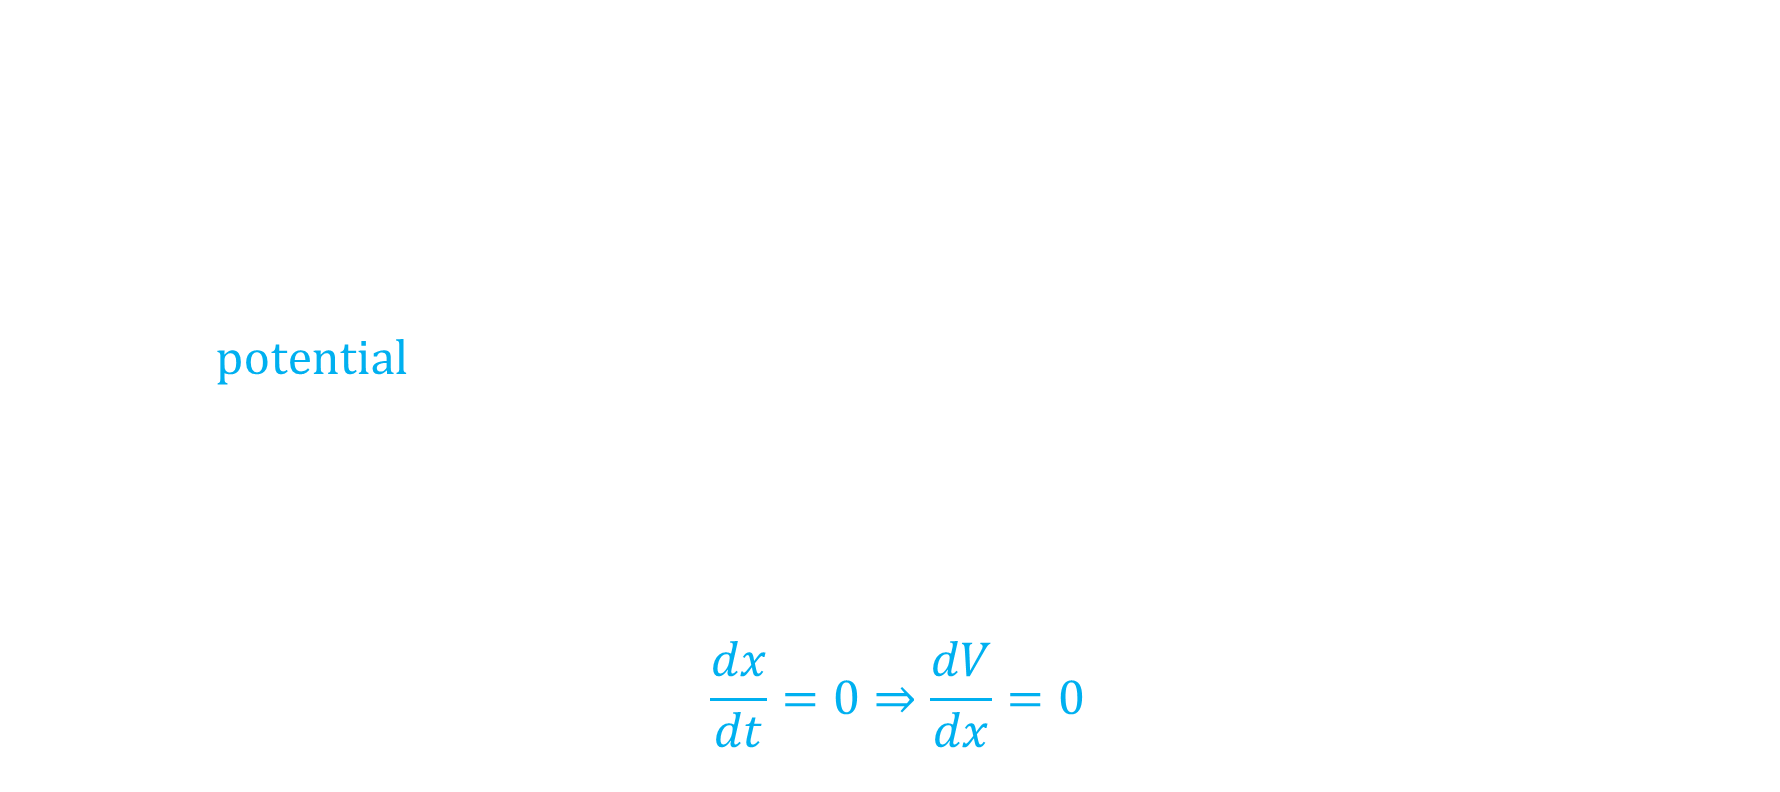 potential
dx/dt = 0 ⇒ dV/dx = 0